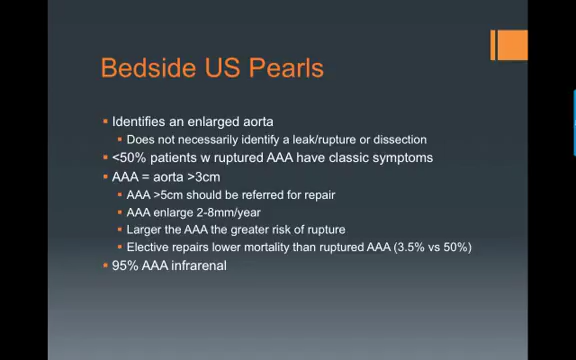 Bedside US Pearls
Identifies an enlarged aorta
Does not necessarily identify a leak/rupture or dissection
<50% patients w ruptured AAA have classic symptoms
AAA = aorta >3cm
AAA >5cm should be referred for repair
AAA enlarge 2-8mm/year
Larger the AAA the greater risk of rupture
Elective repairs lower mortality than ruptured AAA (3.5% vs 50%)
95% AAA infrarenal